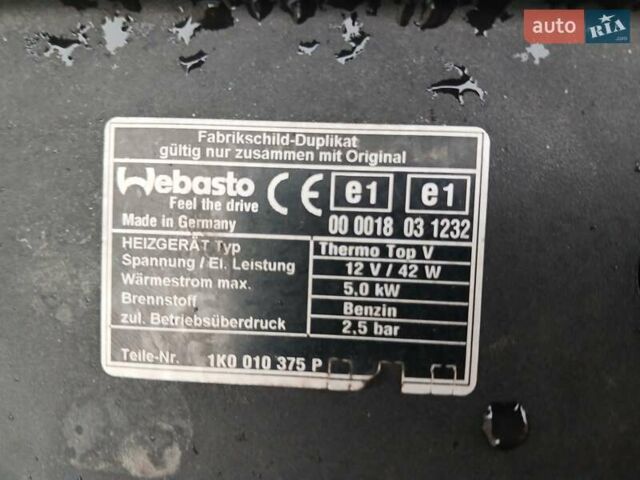 auto RIA.com
Fabrikschild-Duplikat
gültig nur zusammen mit Original
Webasto
Feel the drive
CE e1 e1
Made in Germany 00 0018 03 1232
HEIZGERÄT Typ Thermo Top V
Spannung / El. Leistung 12 V / 42 W
Wärmestrom max. 5,0 kW
Brennstoff Benzin
zul. Betriebsüberdruck 2,5 bar
Teile-Nr. 1K0 010 375 P